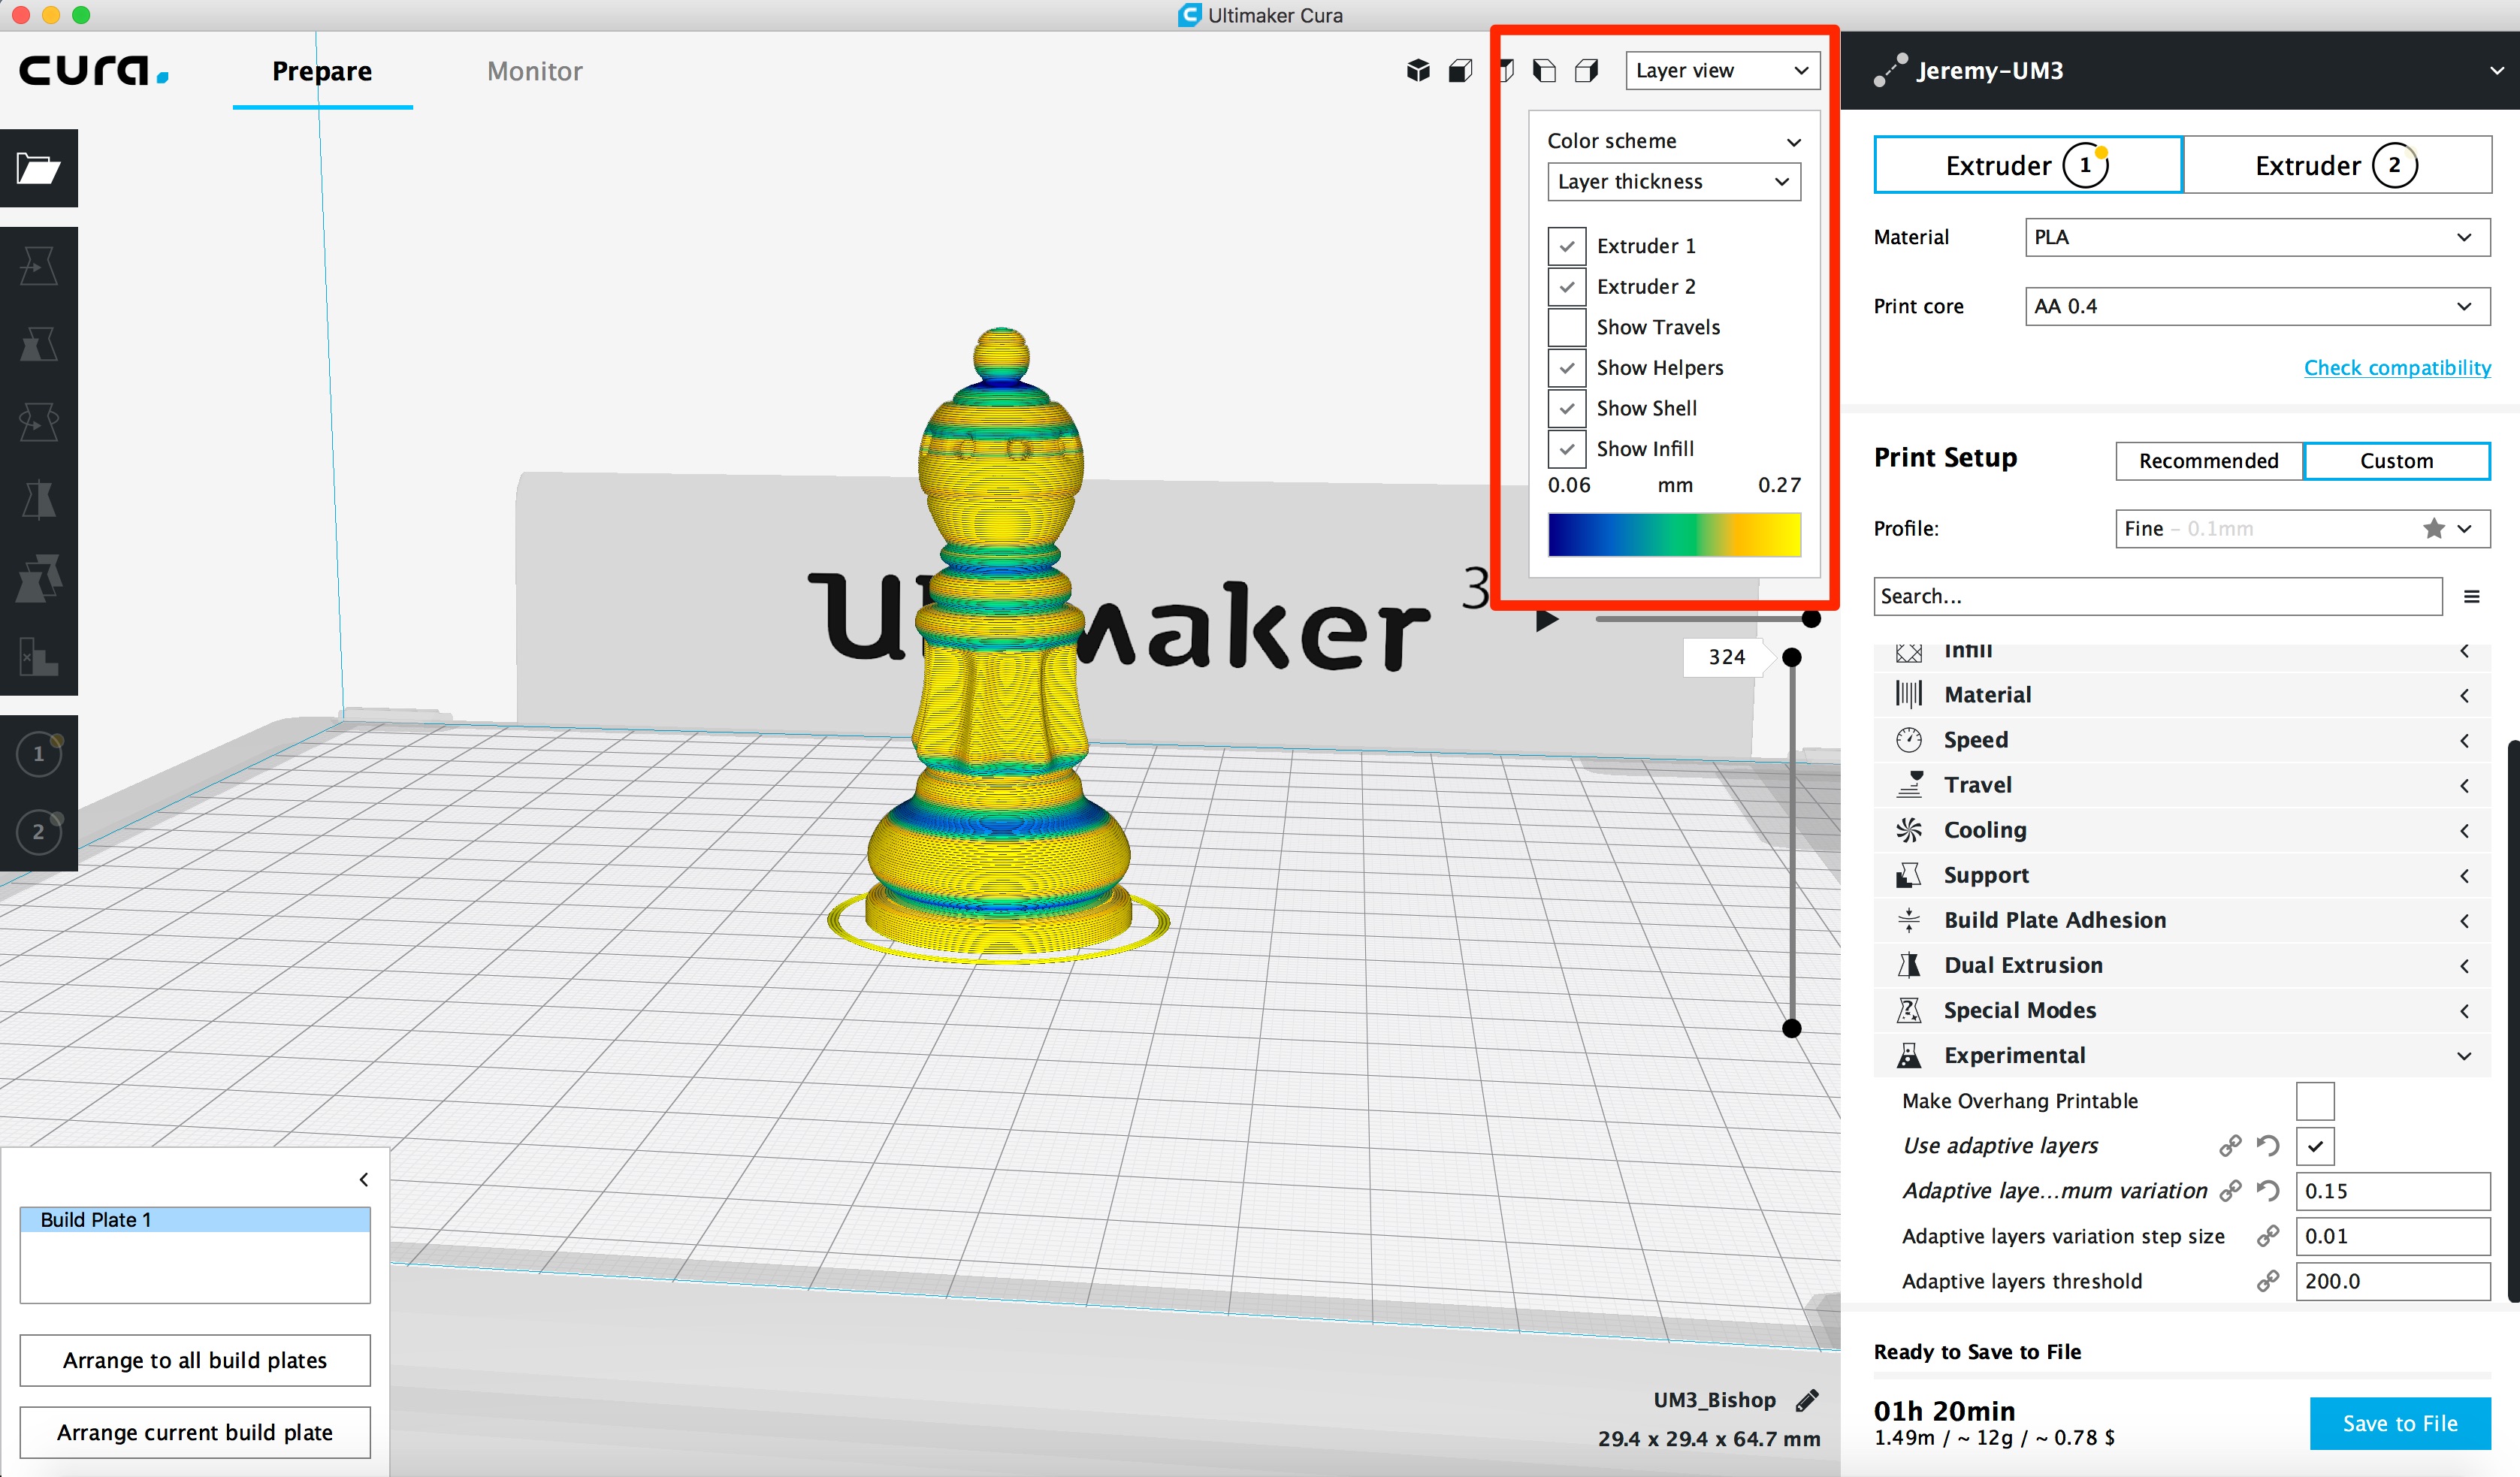 Ultimaker Cura
cura.
Prepare
Monitor
Layer view
Jeremy-UM3
Color scheme
Layer thickness
Extruder 1
Extruder 2
Show Travels
Show Helpers
Show Shell
Show Infill
0.06 mm 0.27
Ultimaker 3
324
1
2
Build Plate 1
Arrange to all build plates
Arrange current build plate
UM3_Bishop
29.4 x 29.4 x 64.7 mm
Extruder 1
Extruder 2
Material PLA
Print core AA 0.4
Check compatibility
Print Setup Recommended Custom
Profile: Fine - 0.1mm
Search...
Infill
Material
Speed
Travel
Cooling
Support
Build Plate Adhesion
Dual Extrusion
Special Modes
Experimental
Make Overhang Printable
Use adaptive layers
Adaptive laye...mum variation 0.15
Adaptive layers variation step size 0.01
Adaptive layers threshold 200.0
Ready to Save to File
01h 20min
1.49m / ~ 12g / ~ 0.78 $
Save to File